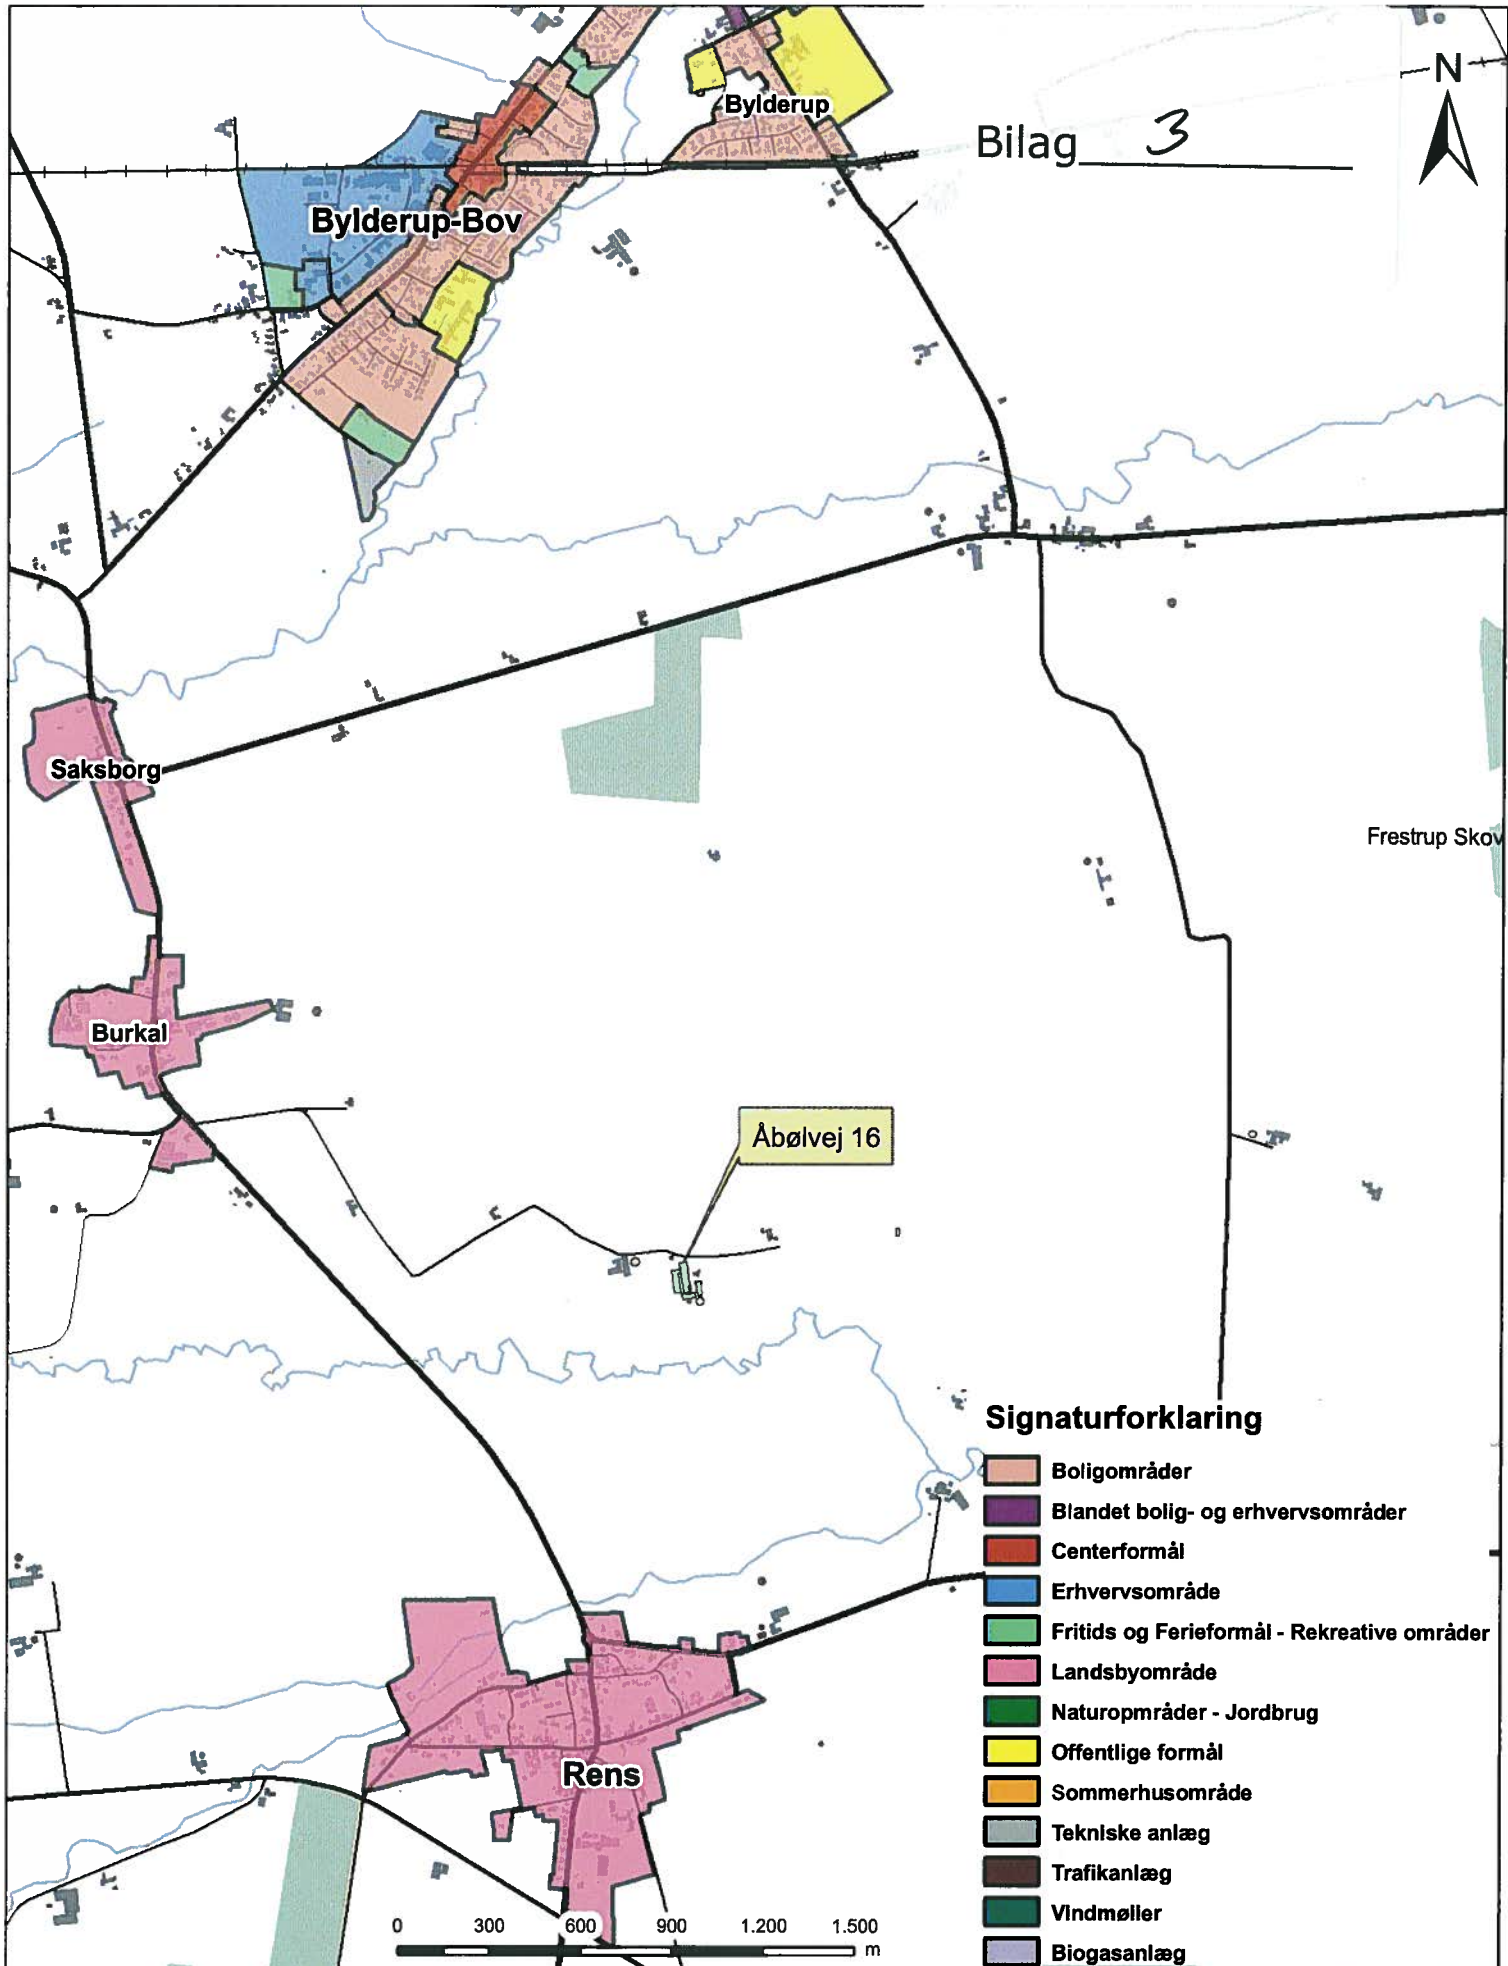 N
Bylderup
Bilag 3
Bylderup-Bov
Saksborg
Frestrup Skov
Burkal
Åbølvej 16
Signaturforklaring
Boligområder
Blandet bolig- og erhvervsområder
Centerformål
Erhvervsområde
Fritids og Ferieformål - Rekreative områder
Landsbyområde
Naturopmråder - Jordbrug
Offentlige formål
Sommerhusområde
Tekniske anlæg
Trafikanlæg
Vindmøller
Biogasanlæg
Rens
0 300 600 900 1.200 1.500
m